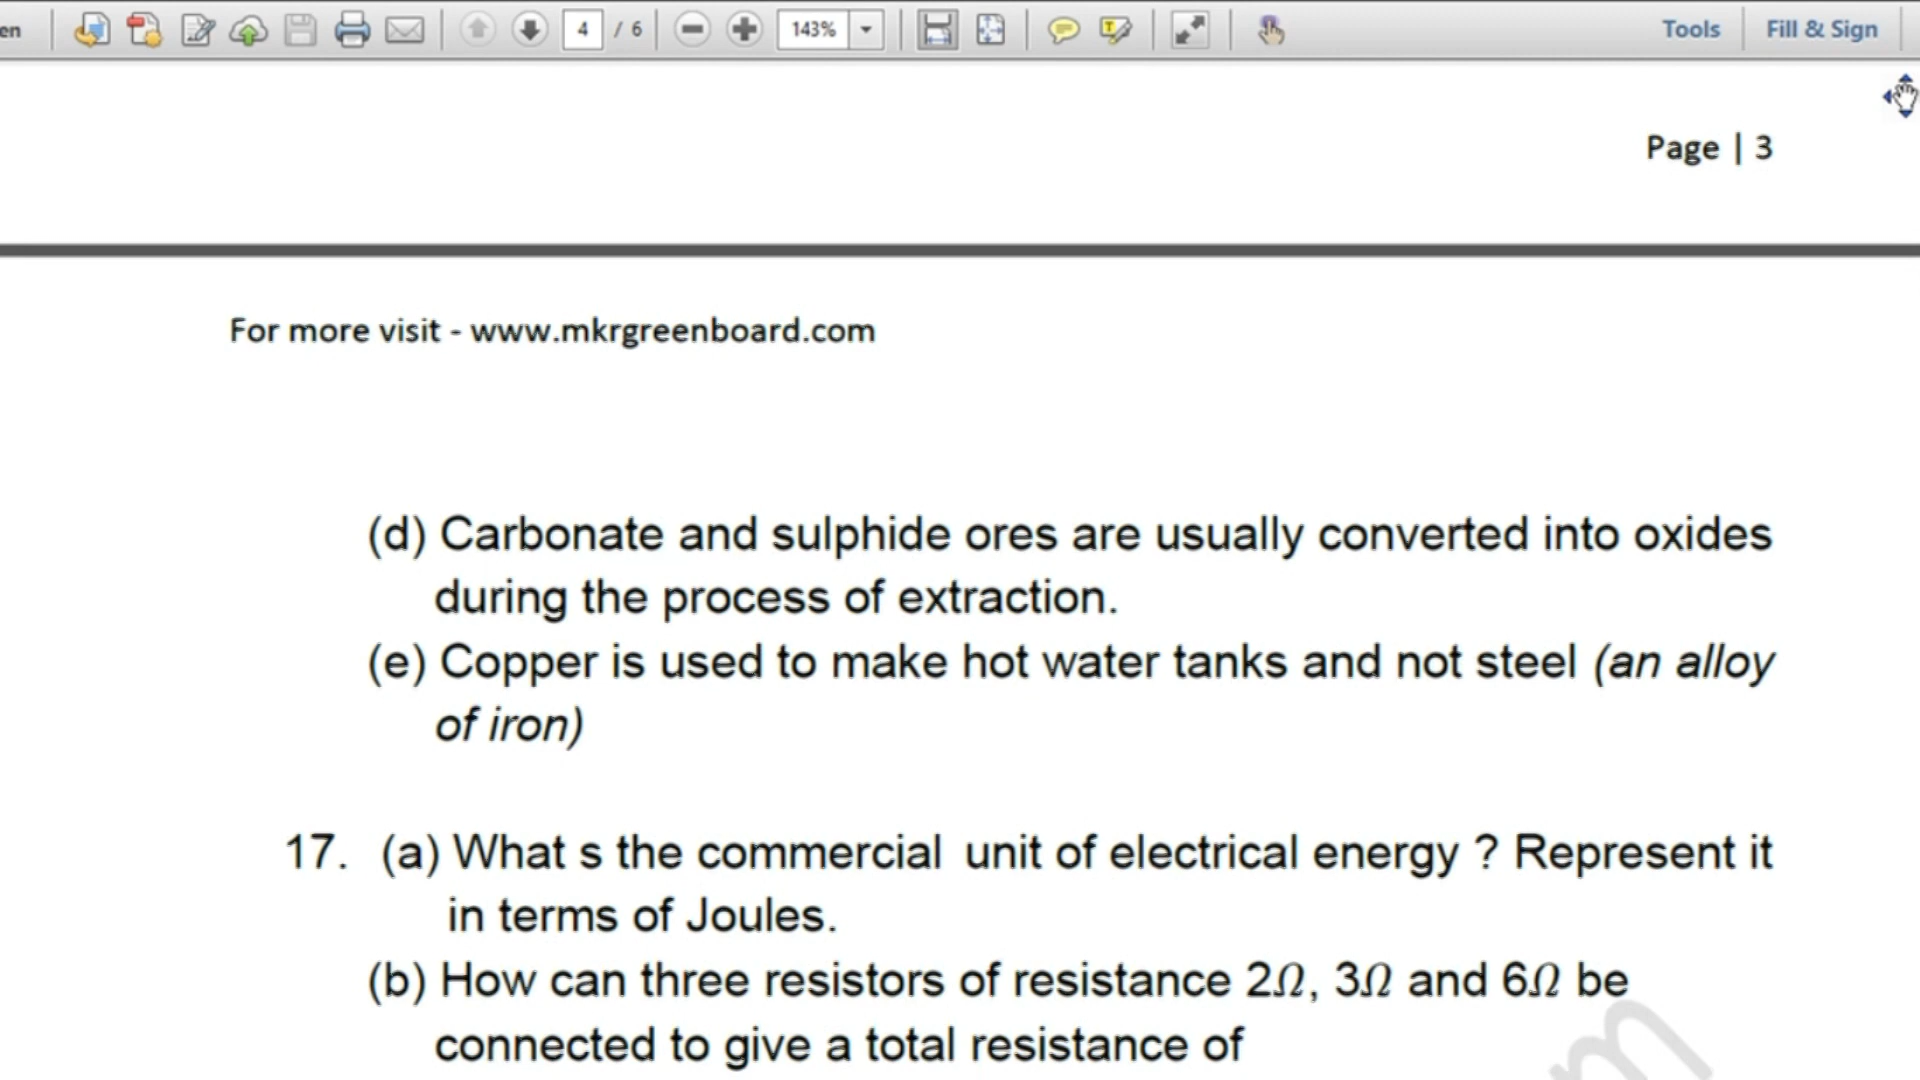 en 4 / 6 143% Tools Fill & Sign
Page | 3
For more visit - www.mkrgreenboard.com
(d) Carbonate and sulphide ores are usually converted into oxides
during the process of extraction.
(e) Copper is used to make hot water tanks and not steel (an alloy
of iron)
17. (a) What s the commercial unit of electrical energy ? Represent it
in terms of Joules.
(b) How can three resistors of resistance 2Ω, 3Ω and 6Ω be
connected to give a total resistance of
m